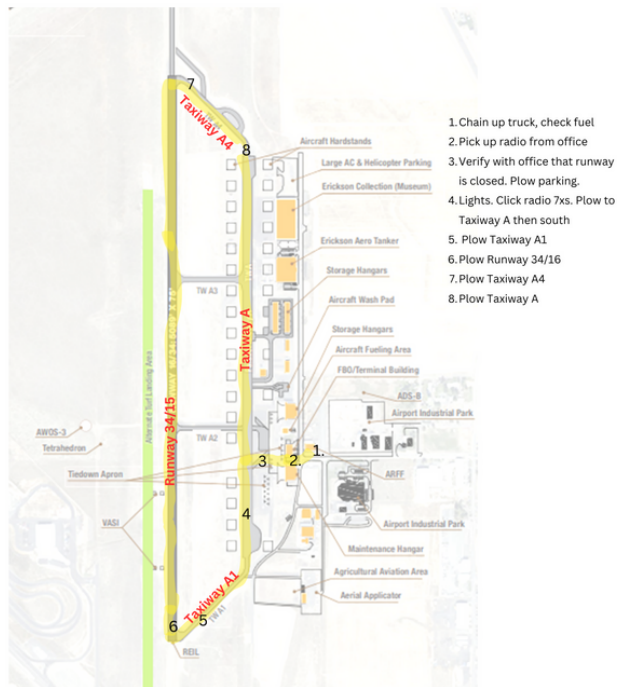 7
Taxiway A4
TW A4
8
1. Chain up truck, check fuel
2. Pick up radio from office
3. Verify with office that runway
is closed. Plow parking.
4. Lights. Click radio 7xs. Plow to
Taxiway A then south
5. Plow Taxiway A1
6. Plow Runway 34/16
7. Plow Taxiway A4
8. Plow Taxiway A
Aircraft Hardstands
Large AC & Helicopter Parking
Erickson Collection (Museum)
Erickson Aero Tanker
Storage Hangars
TW A3
Aircraft Wash Pad
Taxiway A
Storage Hangars
Aircraft Fueling Area
FBO/Terminal Building
Alternate Turf Landing Area
ADS-B
Airport Industrial Park
Runway 34/15
AWOS-3
Tetrahedron
TW A2
1.
2.
3
Tiedown Apron
ARFF
4
VASI
Airport Industrial Park
Maintenance Hangar
Agricultural Aviation Area
Aerial Applicator
Taxiway A1
TW A1
5
6
REIL